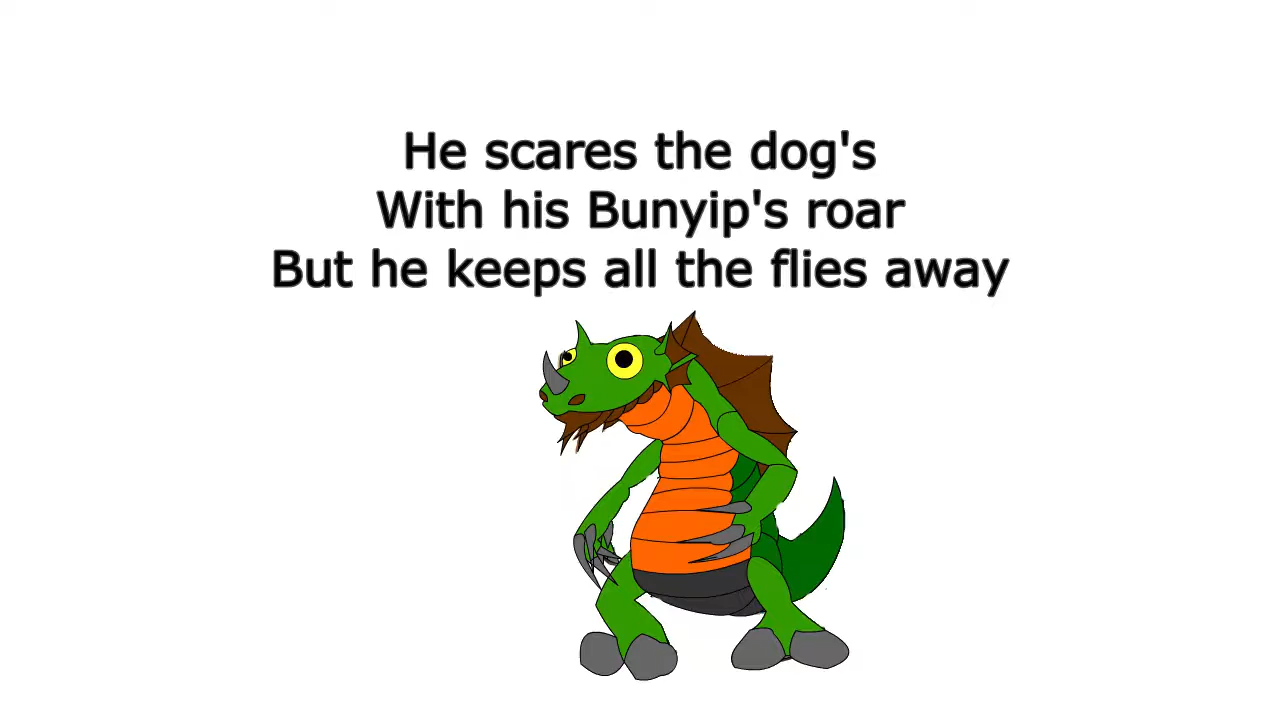 He scares the dog's
With his Bunyip's roar
But he keeps all the flies away